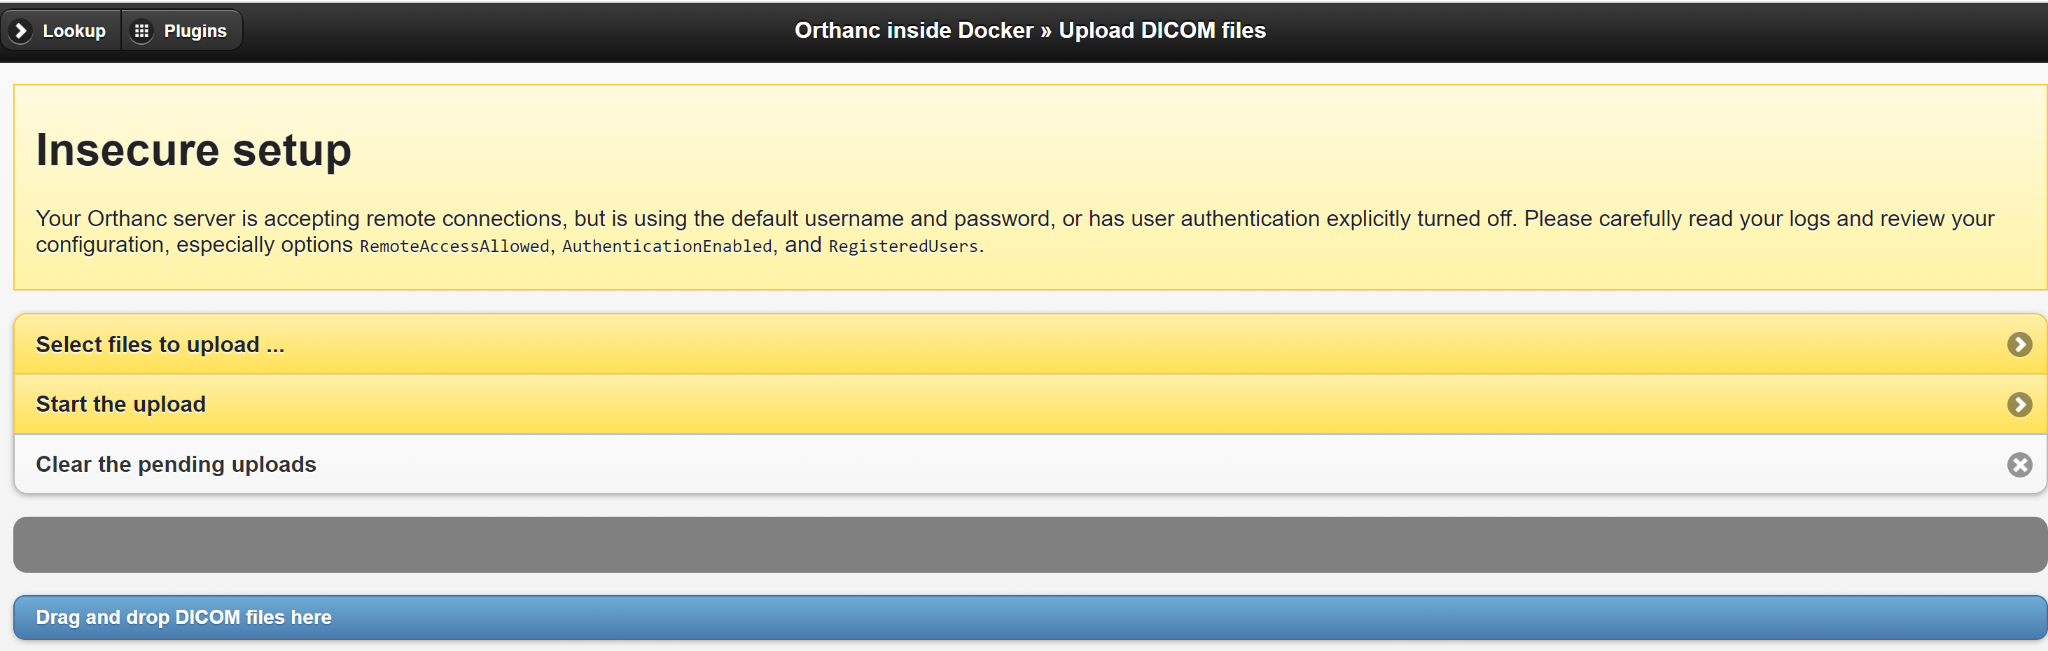 Lookup
Plugins
Orthanc inside Docker » Upload DICOM files
Insecure setup
Your Orthanc server is accepting remote connections, but is using the default username and password, or has user authentication explicitly turned off. Please carefully read your logs and review your
configuration, especially options RemoteAccessAllowed, AuthenticationEnabled, and RegisteredUsers.
Select files to upload ...
Start the upload
Clear the pending uploads
Drag and drop DICOM files here